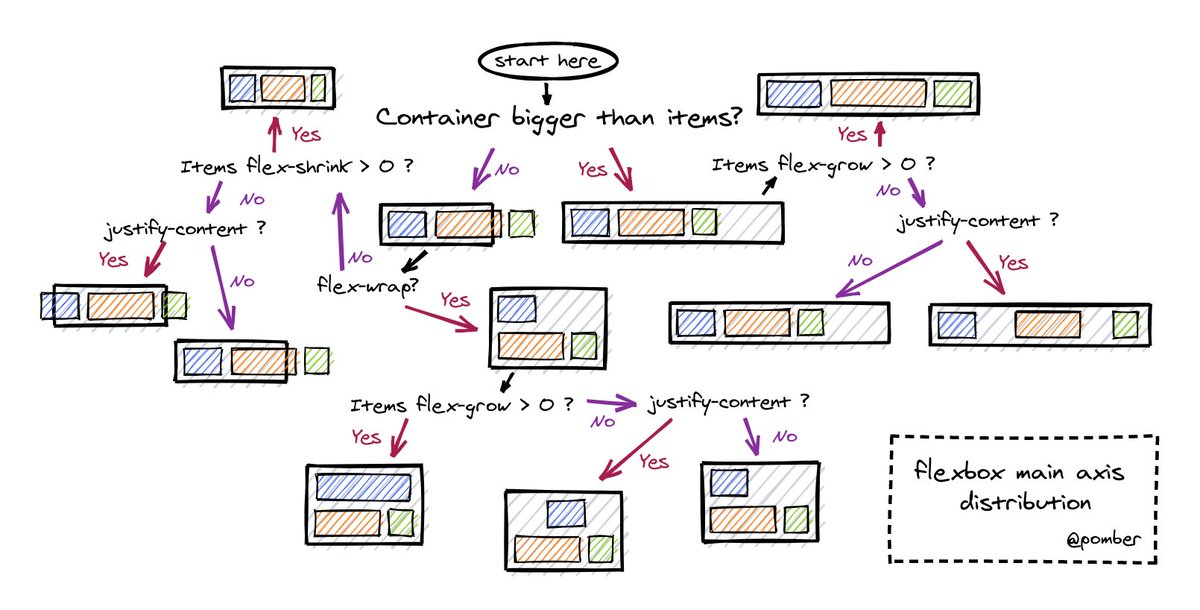 start here
Container bigger than items?
No
Yes
Items flex-shrink > 0 ?
Yes
No
justify-content ?
Yes
No
flex-wrap?
No
Yes
Items flex-grow > 0 ?
Yes
No
justify-content ?
No
Yes
Items flex-grow > 0 ?
Yes
No
justify-content ?
Yes
No
flexbox main axis
distribution
@pomber